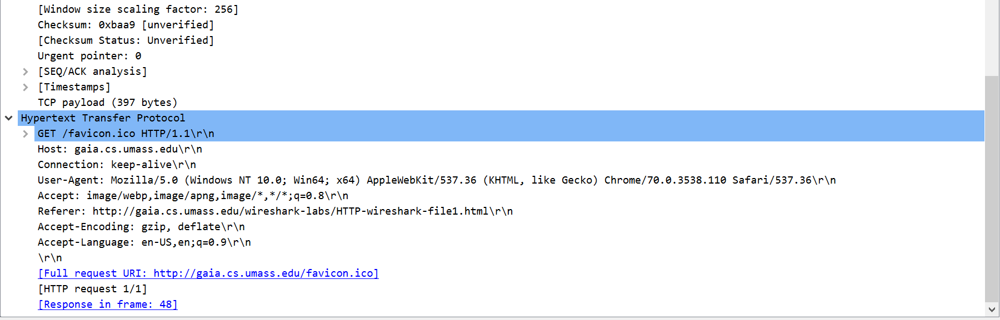 [Window size scaling factor: 256]
Checksum: 0xbaa9 [unverified]
[Checksum Status: Unverified]
Urgent pointer: 0
[SEQ/ACK analysis]
[Timestamps]
TCP payload (397 bytes)
Hypertext Transfer Protocol
GET /favicon.ico HTTP/1.1\r\n
Host: gaia.cs.umass.edu\r\n
Connection: keep-alive\r\n
User-Agent: Mozilla/5.0 (Windows NT 10.0; Win64; x64) AppleWebKit/537.36 (KHTML, like Gecko) Chrome/70.0.3538.110 Safari/537.36\r\n
Accept: image/webp,image/apng,image/*,*/*;q=0.8\r\n
Referer: http://gaia.cs.umass.edu/wireshark-labs/HTTP-wireshark-file1.html\r\n
Accept-Encoding: gzip, deflate\r\n
Accept-Language: en-US,en;q=0.9\r\n
\r\n
[Full request URI: http://gaia.cs.umass.edu/favicon.ico]
[HTTP request 1/1]
[Response in frame: 48]